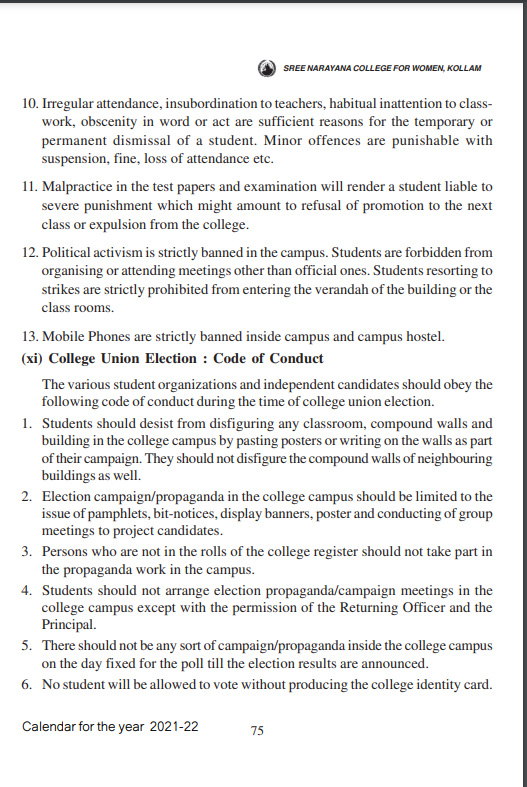 SREE NARAYANA COLLEGE FOR WOMEN, KOLLAM
10. Irregular attendance, insubordination to teachers, habitual inattention to class-
work, obscenity in word or act are sufficient reasons for the temporary or
permanent dismissal of a student. Minor offences are punishable with
suspension, fine, loss of attendance etc.
11. Malpractice in the test papers and examination will render a student liable to
severe punishment which might amount to refusal of promotion to the next
class or expulsion from the college.
12. Political activism is strictly banned in the campus. Students are forbidden from
organising or attending meetings other than official ones. Students resorting to
strikes are strictly prohibited from entering the verandah of the building or the
class rooms.
13. Mobile Phones are strictly banned inside campus and campus hostel.
(xi) College Union Election : Code of Conduct
The various student organizations and independent candidates should obey the
following code of conduct during the time of college union election.
1. Students should desist from disfiguring any classroom, compound walls and
building in the college campus by pasting posters or writing on the walls as part
of their campaign. They should not disfigure the compound walls of neighbouring
buildings as well.
2. Election campaign/propaganda in the college campus should be limited to the
issue of pamphlets, bit-notices, display banners, poster and conducting of group
meetings to project candidates.
3. Persons who are not in the rolls of the college register should not take part in
the propaganda work in the campus.
4. Students should not arrange election propaganda/campaign meetings in the
college campus except with the permission of the Returning Officer and the
Principal.
5. There should not be any sort of campaign/propaganda inside the college campus
on the day fixed for the poll till the election results are announced.
6. No student will be allowed to vote without producing the college identity card.
Calendar for the year 2021-22
75